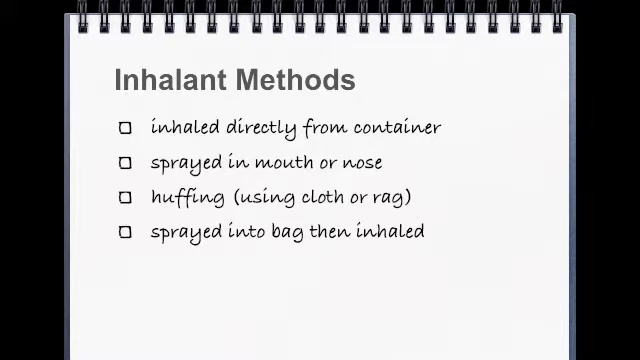 Inhalant Methods
inhaled directly from container
sprayed in mouth or nose
huffing (using cloth or rag)
sprayed into bag then inhaled